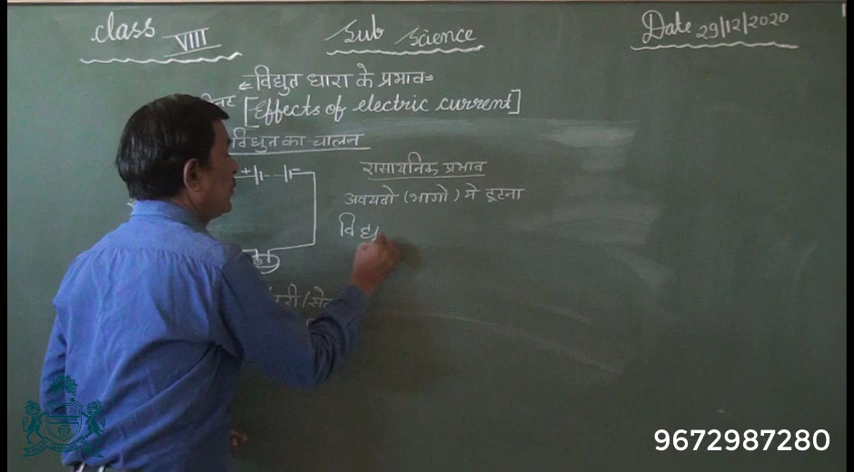 class VIII
Sub Science
Date 29/12/2020
विद्युत धारा के प्रभाव
[Effects of electric current]
विद्युत का चालन
रासायनिक प्रभाव
अवयवो (भागो) मे टूटना
विद्यु
9672987280